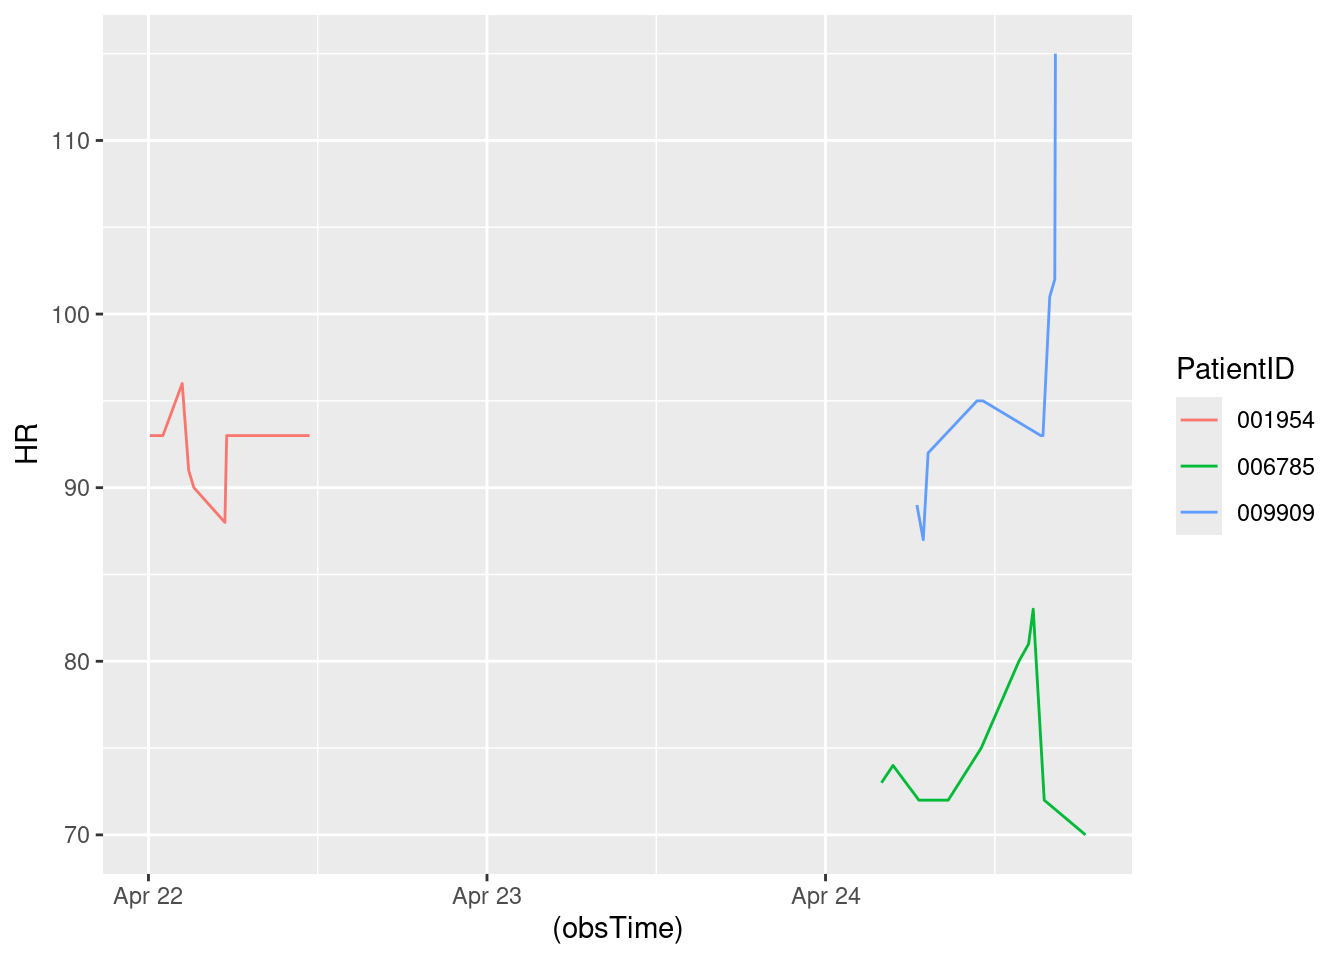 HR
110
100
90
80
70
Apr 22
Apr 23
Apr 24
(obsTime)
PatientID
001954
006785
009909